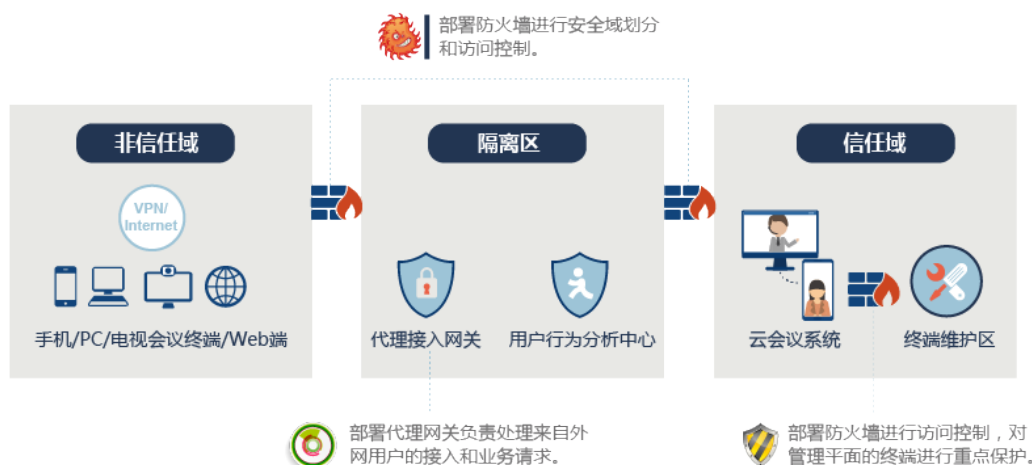 部署防火墙进行安全域划分
和访问控制。
非信任域
隔离区
信任域
VPN/
Internet
手机/PC/电视会议终端/Web端
代理接入网关
用户行为分析中心
云会议系统
终端维护区
部署代理网关负责处理来自外
网用户的接入和业务请求。
部署防火墙进行访问控制，对
管理平面的终端进行重点保护。